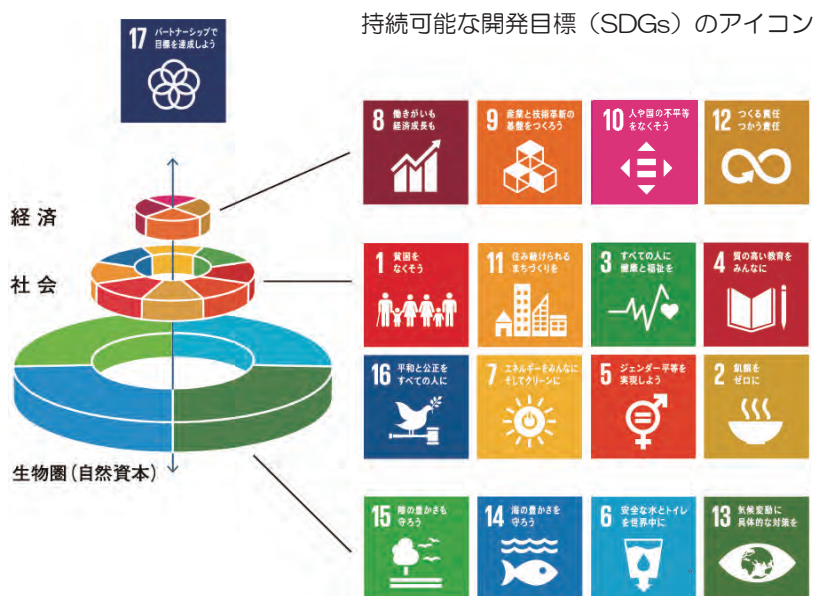 持続可能な開発目標（SDGs）のアイコン
17 パートナーシップで
目標を達成しよう
経済
社会
生物圏（自然資本）
8 働きがいも
経済成長も
9 産業と技術革新の
基盤をつくろう
10 人や国の不平等
をなくそう
12 つくる責任
つかう責任
1 貧困を
なくそう
11 住み続けられる
まちづくりを
3 すべての人に
健康と福祉を
4 質の高い教育を
みんなに
16 平和と公正を
すべての人に
7 エネルギーをみんなに
そしてクリーンに
5 ジェンダー平等を
実現しよう
2 飢餓を
ゼロに
15 陸の豊かさも
守ろう
14 海の豊かさを
守ろう
6 安全な水とトイレ
を世界中に
13 気候変動に
具体的な対策を